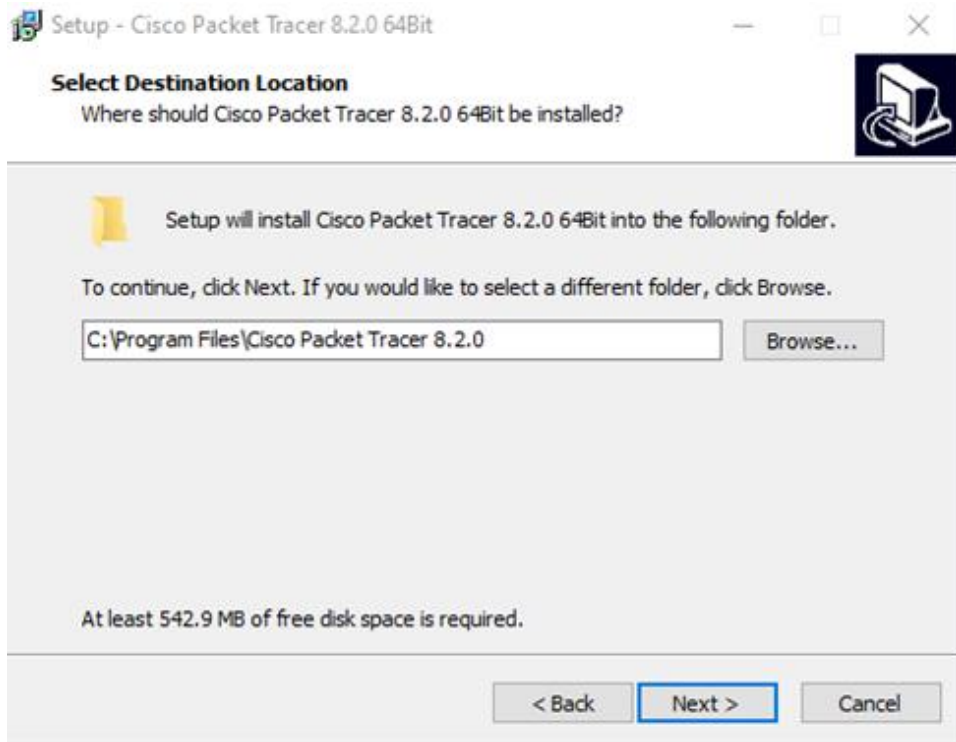 Setup - Cisco Packet Tracer 8.2.0 64Bit
Select Destination Location
Where should Cisco Packet Tracer 8.2.0 64Bit be installed?
Setup will install Cisco Packet Tracer 8.2.0 64Bit into the following folder.
To continue, click Next. If you would like to select a different folder, click Browse.
C:\Program Files\Cisco Packet Tracer 8.2.0
Browse...
At least 542.9 MB of free disk space is required.
< Back Next > Cancel